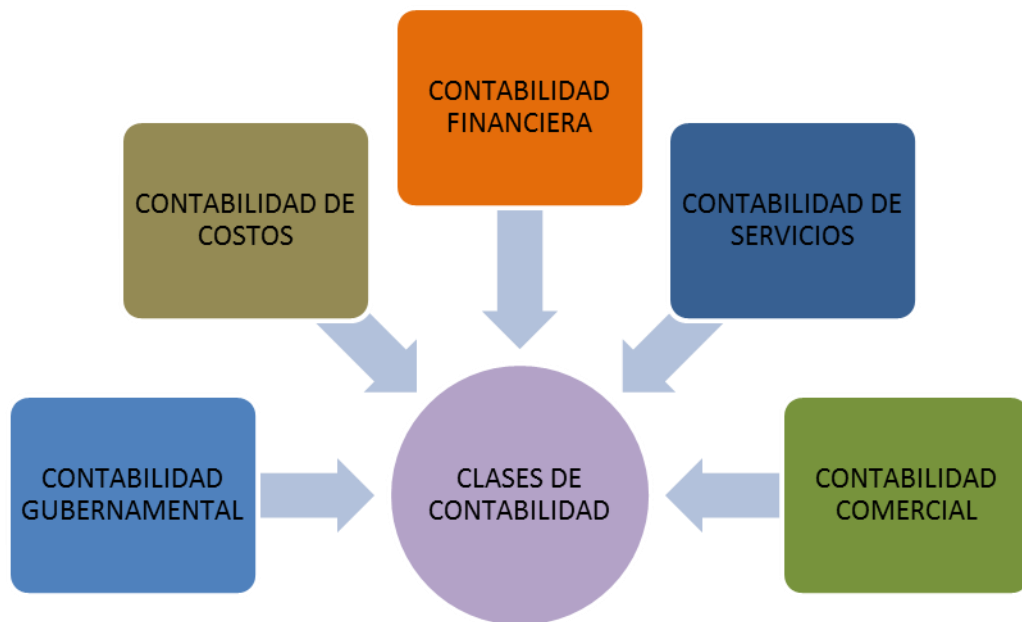 CONTABILIDAD
FINANCIERA
CONTABILIDAD DE
COSTOS
CONTABILIDAD DE
SERVICIOS
CONTABILIDAD
GUBERNAMENTAL
CLASES DE
CONTABILIDAD
CONTABILIDAD
COMERCIAL